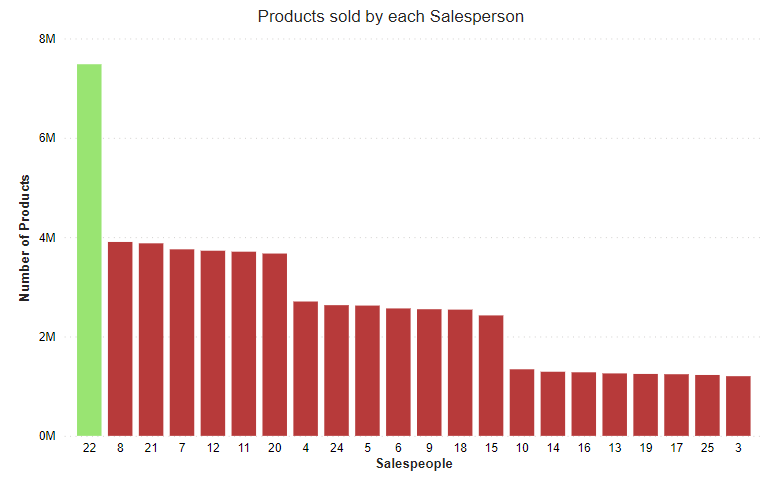 Products sold by each Salesperson
8M
6M
4M
2M
0M
Number of Products
22 8 21 7 12 11 20 4 24 5 6 9 18 15 10 14 16 13 19 17 25 3
Salespeople